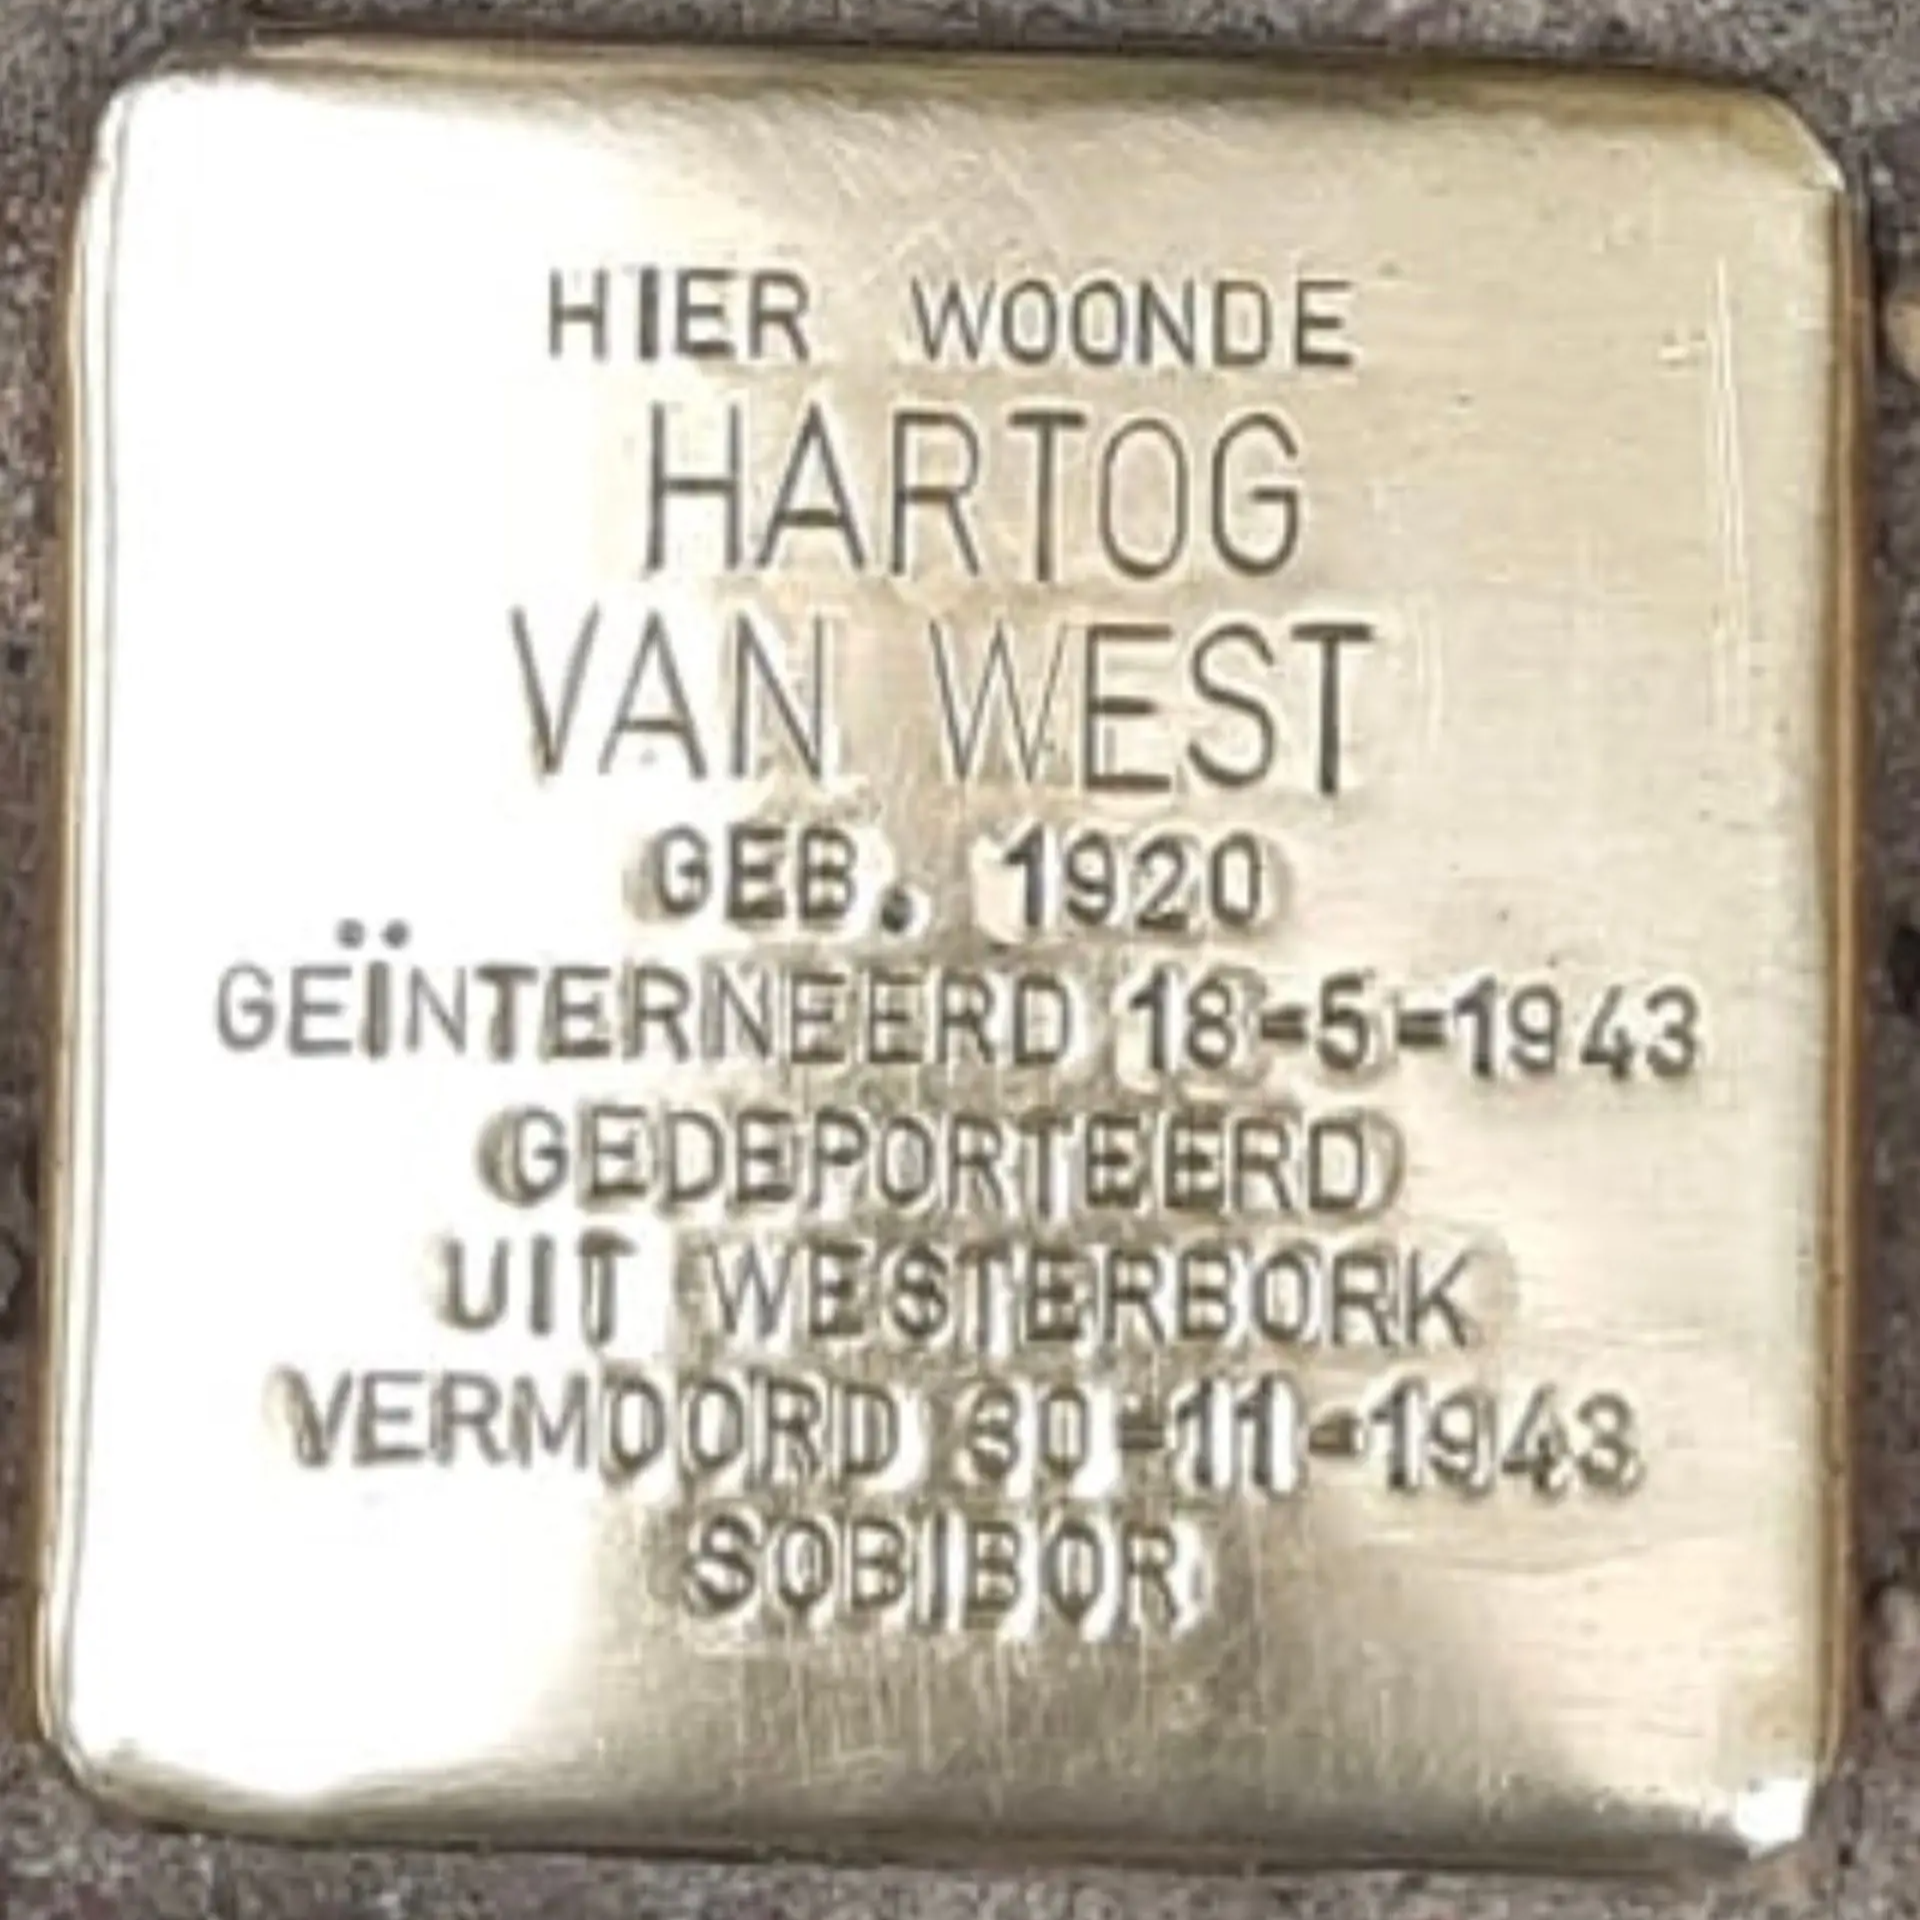 HIER WOONDE
HARTOG
VAN WEST
GEB. 1920
GEÏNTERNEERD 18-5-1943
GEDEPORTEERD
UIT WESTERBORK
VERMOORD 30-11-1943
SOBIBOR